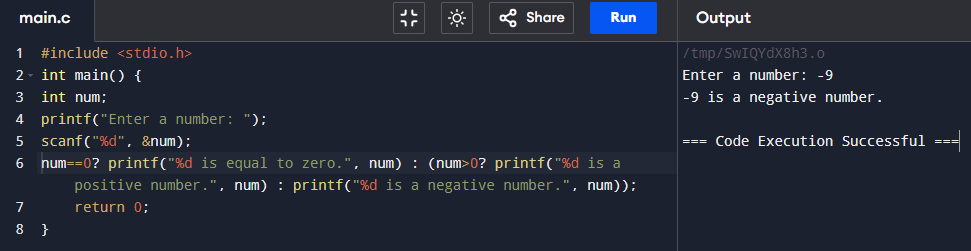 main.c
Share
Run
Output
1 #include <stdio.h>
2 int main() {
3 int num;
4 printf("Enter a number: ");
5 scanf("%d", &num);
6 num==0? printf("%d is equal to zero.", num) : (num>0? printf("%d is a
positive number.", num) : printf("%d is a negative number.", num));
7 return 0;
8 }
/tmp/SwIQYdX8h3.o
Enter a number: -9
-9 is a negative number.
=== Code Execution Successful ===